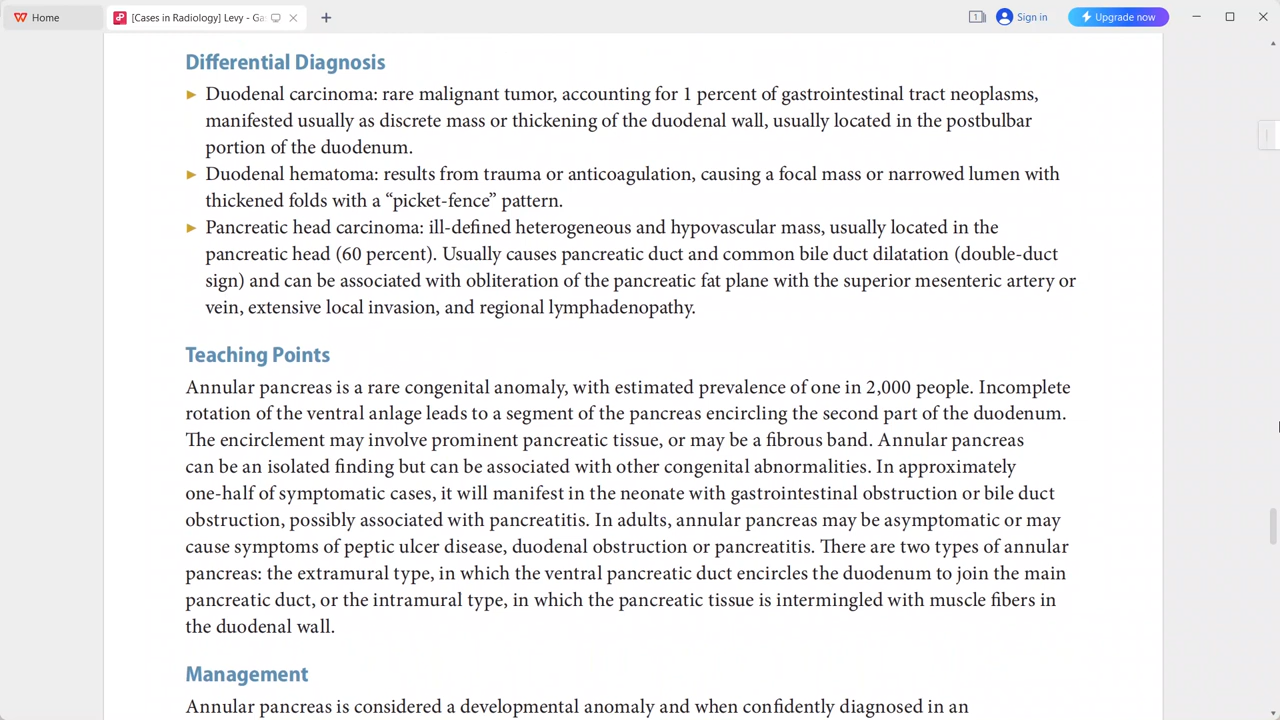 Home
[Cases in Radiology] Levy - Ga
1
Sign in
Upgrade now
Differential Diagnosis
► Duodenal carcinoma: rare malignant tumor, accounting for 1 percent of gastrointestinal tract neoplasms,
manifested usually as discrete mass or thickening of the duodenal wall, usually located in the postbulbar
portion of the duodenum.
► Duodenal hematoma: results from trauma or anticoagulation, causing a focal mass or narrowed lumen with
thickened folds with a “picket-fence” pattern.
► Pancreatic head carcinoma: ill-defined heterogeneous and hypovascular mass, usually located in the
pancreatic head (60 percent). Usually causes pancreatic duct and common bile duct dilatation (double-duct
sign) and can be associated with obliteration of the pancreatic fat plane with the superior mesenteric artery or
vein, extensive local invasion, and regional lymphadenopathy.
Teaching Points
Annular pancreas is a rare congenital anomaly, with estimated prevalence of one in 2,000 people. Incomplete
rotation of the ventral anlage leads to a segment of the pancreas encircling the second part of the duodenum.
The encirclement may involve prominent pancreatic tissue, or may be a fibrous band. Annular pancreas
can be an isolated finding but can be associated with other congenital abnormalities. In approximately
one-half of symptomatic cases, it will manifest in the neonate with gastrointestinal obstruction or bile duct
obstruction, possibly associated with pancreatitis. In adults, annular pancreas may be asymptomatic or may
cause symptoms of peptic ulcer disease, duodenal obstruction or pancreatitis. There are two types of annular
pancreas: the extramural type, in which the ventral pancreatic duct encircles the duodenum to join the main
pancreatic duct, or the intramural type, in which the pancreatic tissue is intermingled with muscle fibers in
the duodenal wall.
Management
Annular pancreas is considered a developmental anomaly and when confidently diagnosed in an